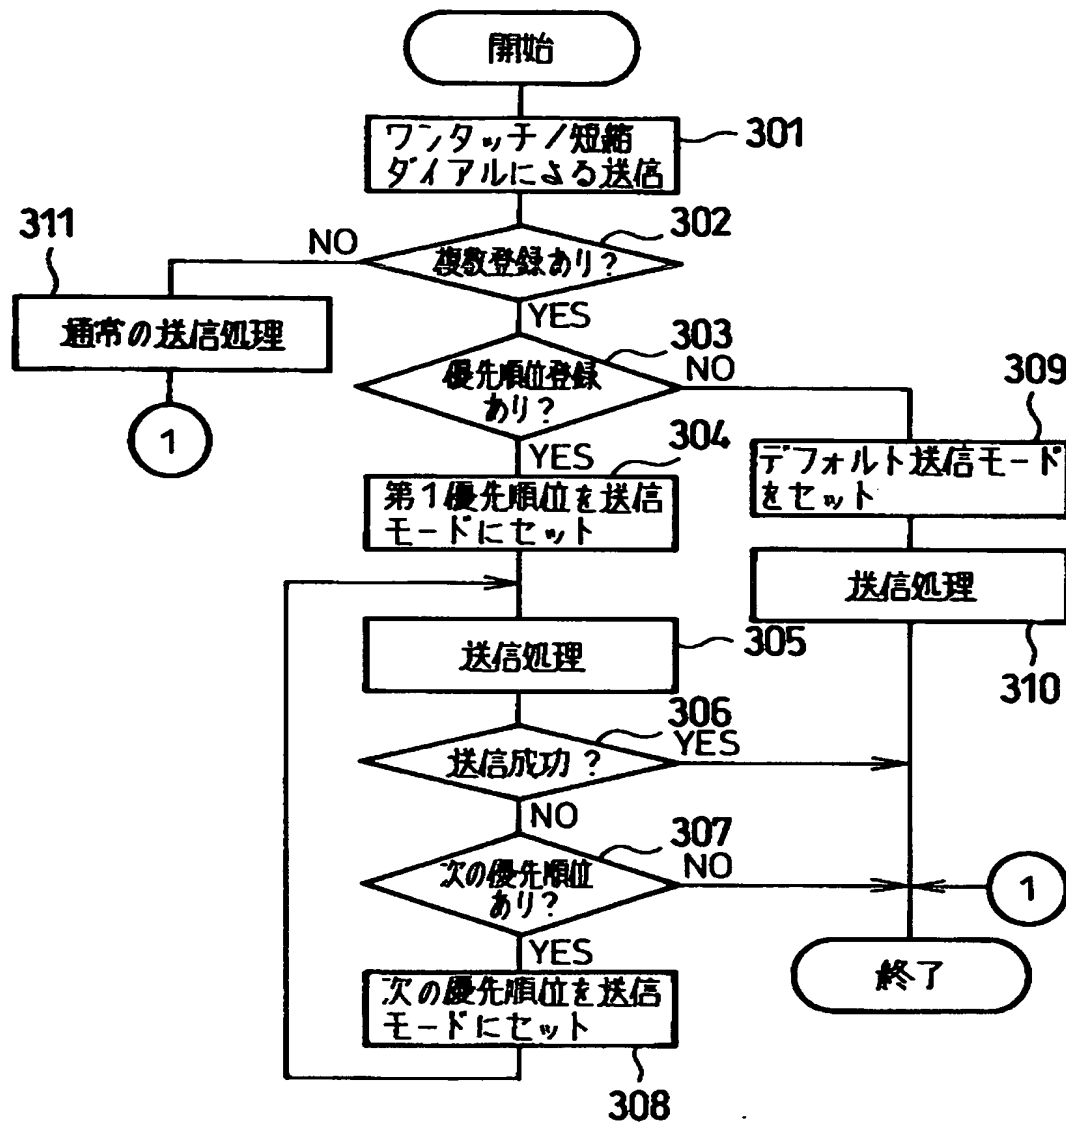 開始
ワンタッチ/短縮
ダイアルによる送信
301
302
複数登録あり?
NO
YES
311
通常の送信処理
1
303
優先順位登録
あり?
NO
YES
304
第1優先順位を送信
モードにセット
309
デフォルト送信モード
をセット
送信処理
310
送信処理
305
306
送信成功?
YES
NO
307
次の優先順位
あり?
NO
YES
1
終了
次の優先順位を送信
モードにセット
308